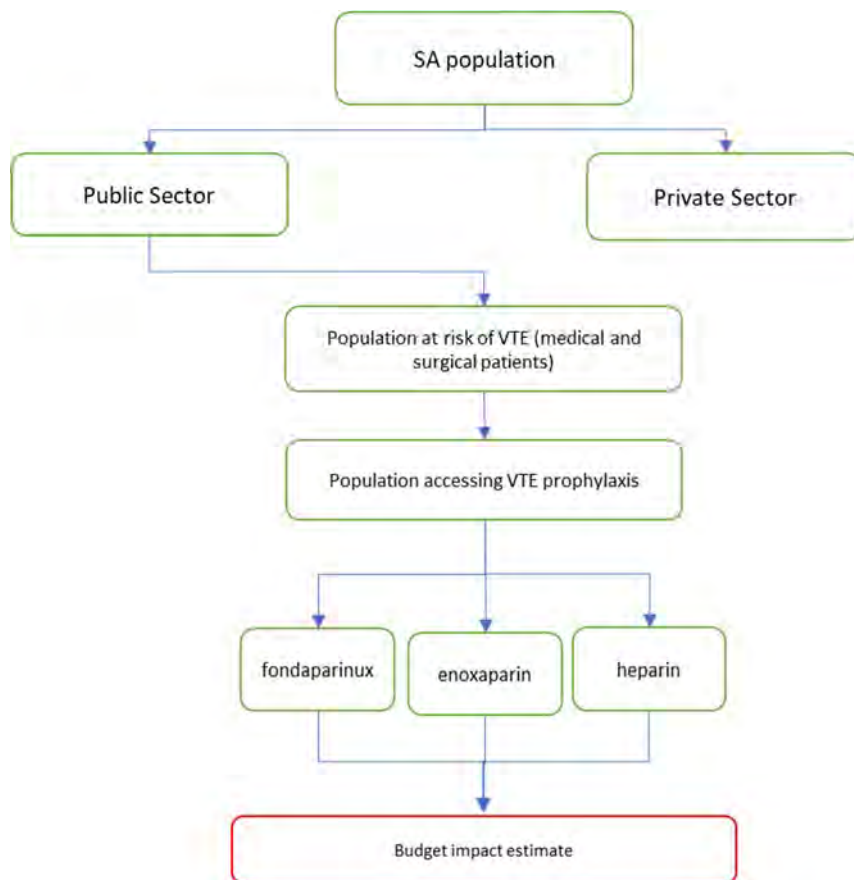 SA population
Public Sector
Private Sector
Population at risk of VTE (medical and
surgical patients)
Population accessing VTE prophylaxis
fondaparinux
enoxaparin
heparin
Budget impact estimate